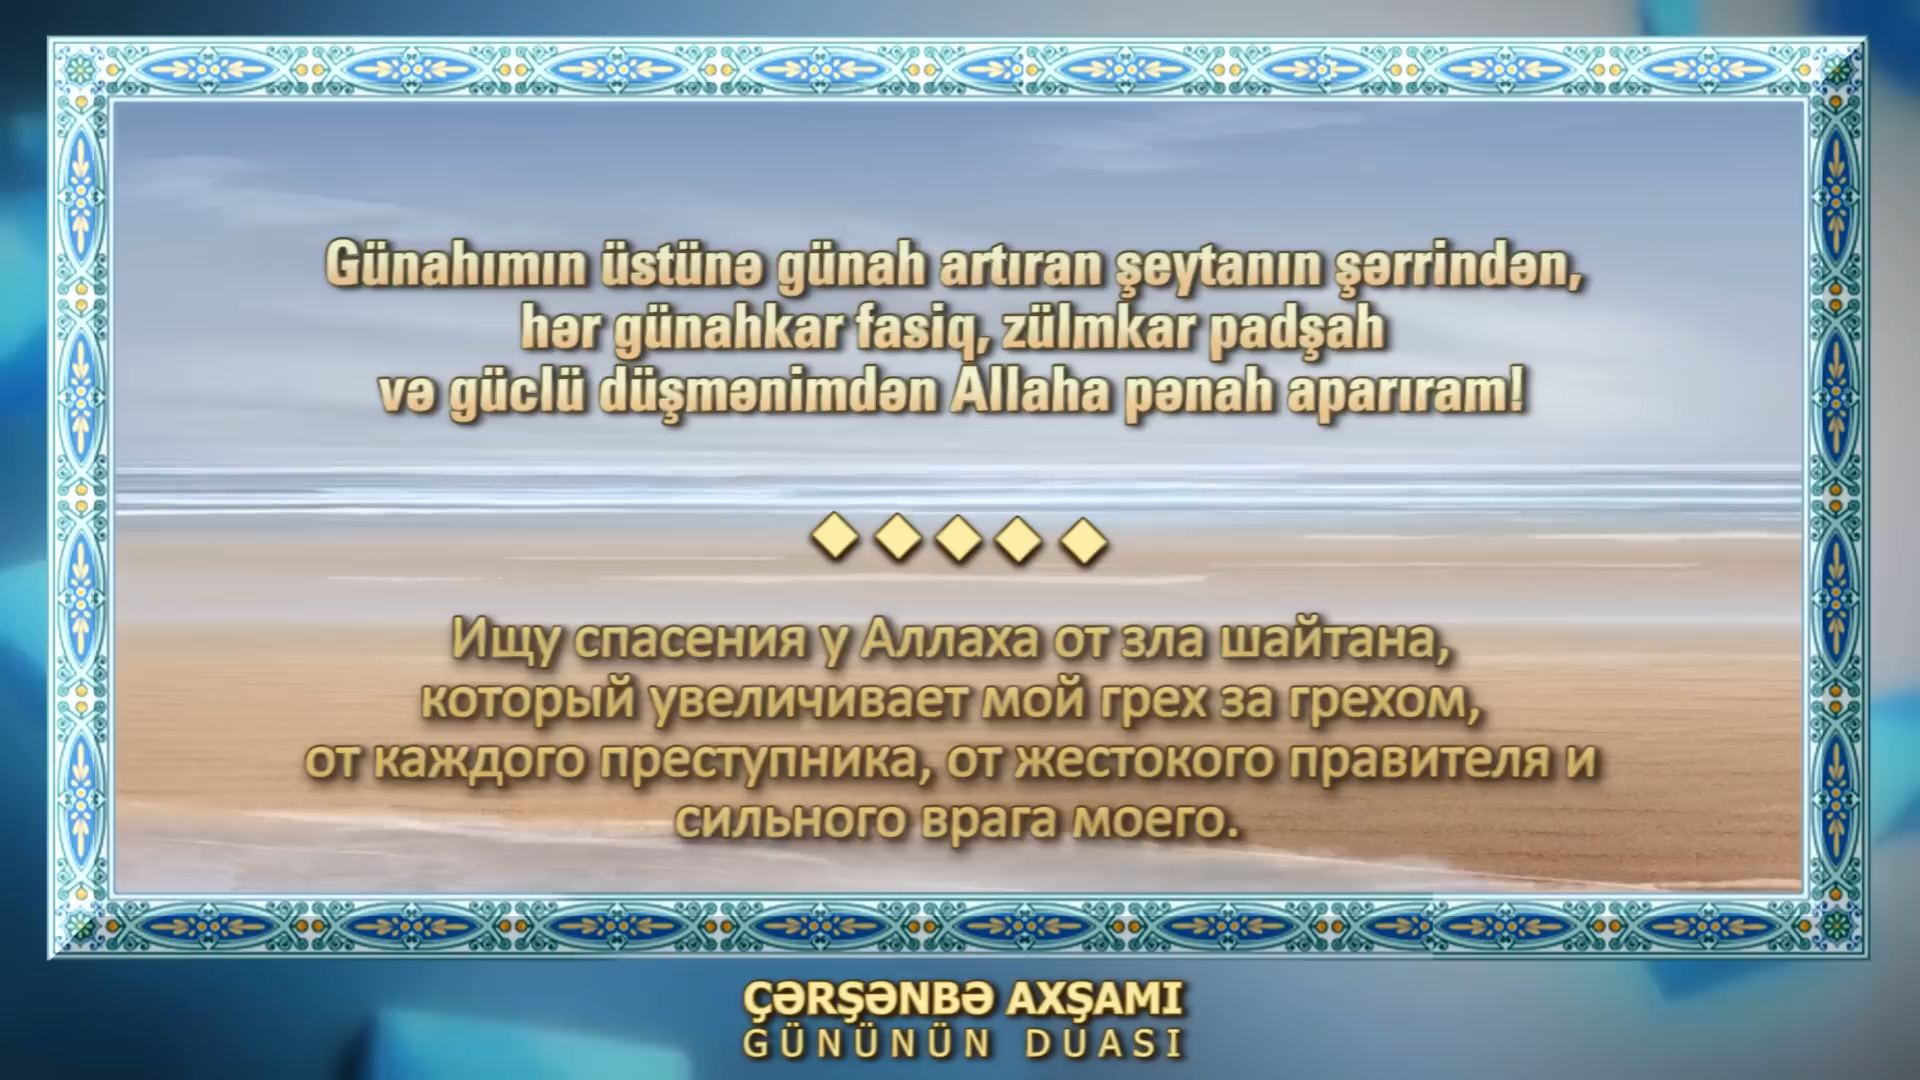 Günahımın üstünə günah artıran şeytanın şərrindən,
hər günahkar fasiq, zülmkar padşah
və güclü düşmənimdən Allaha pənah aparıram!
Ищу спасения у Аллаха от зла шайтана,
который увеличивает мой грех за грехом,
от каждого преступника, от жестокого правителя и
сильного врага моего.
ÇƏRŞƏNBƏ AXŞAMI
GÜNÜNÜN DUASI